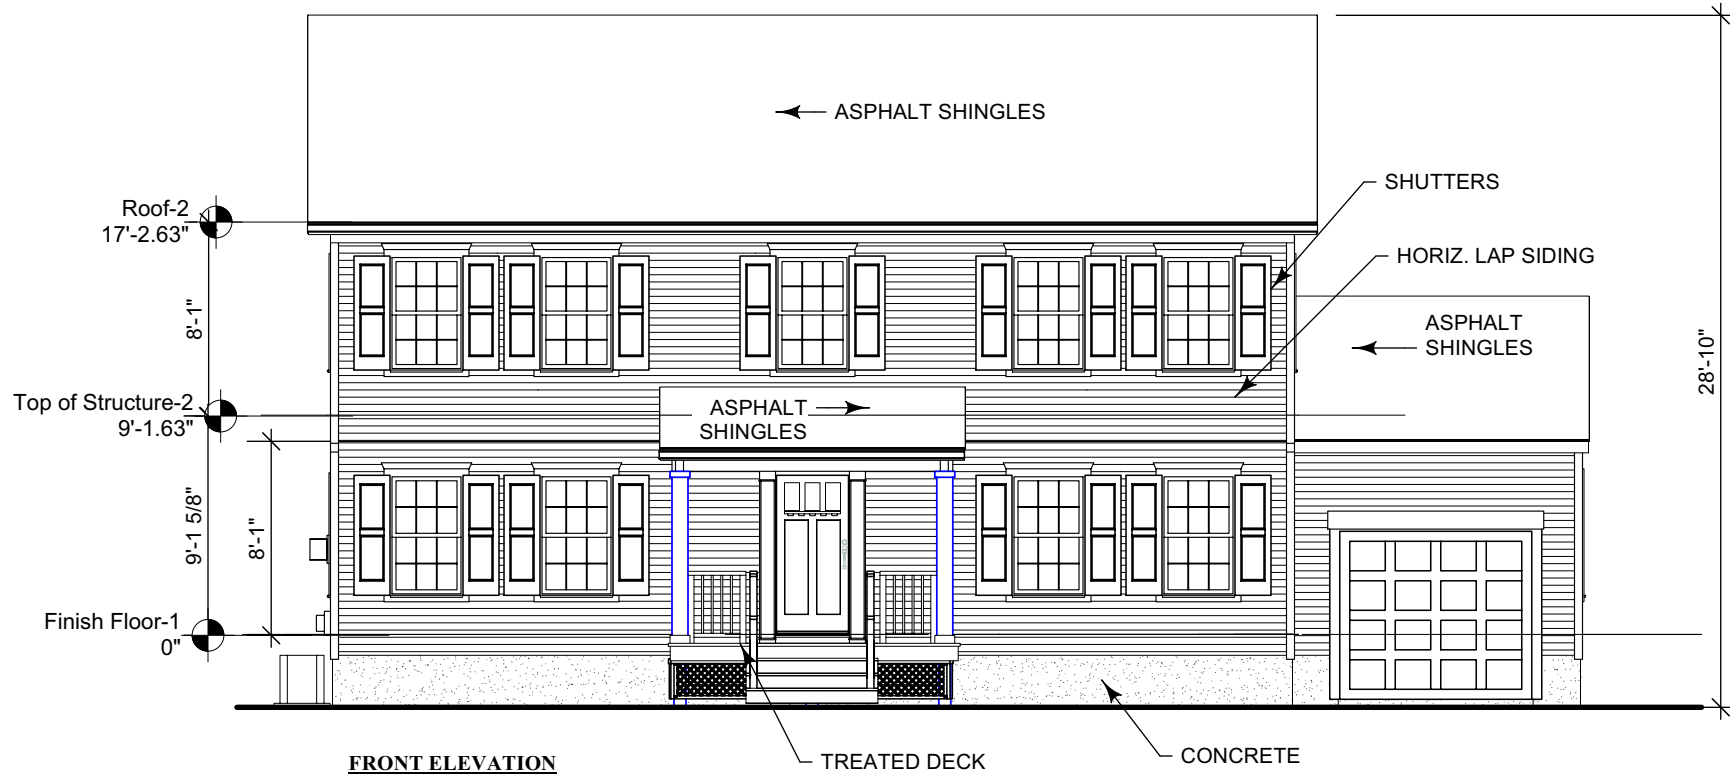 ASPHALT SHINGLES
SHUTTERS
Roof-2
17'-2.63"
HORIZ. LAP SIDING
8'-1"
ASPHALT
SHINGLES
28'-10"
Top of Structure-2
9'-1.63"
ASPHALT
SHINGLES
9'-1 5/8"
8'-1"
Finish Floor-1
0"
TREATED DECK
CONCRETE
FRONT ELEVATION